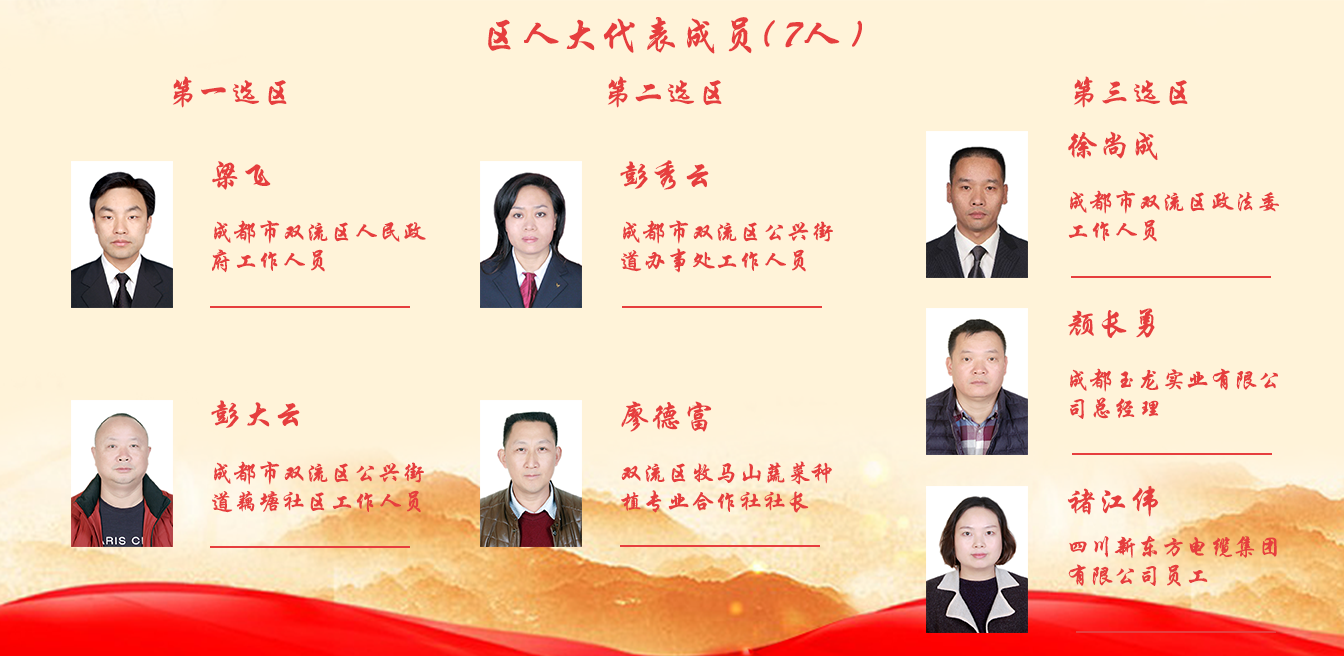 区人大代表成员(7人)
第一选区
梁飞
成都市双流区人民政
府工作人员
彭大云
成都市双流区公兴街
道藕塘社区工作人员
ARIS C
第二选区
彭秀云
成都市双流区公兴街
道办事处工作人员
廖德富
双流区牧马山蔬菜种
植专业合作社社长
第三选区
徐尚成
成都市双流区政法委
工作人员
颜长勇
成都玉龙实业有限公
司总经理
褚江伟
四川新东方电缆集团
有限公司员工